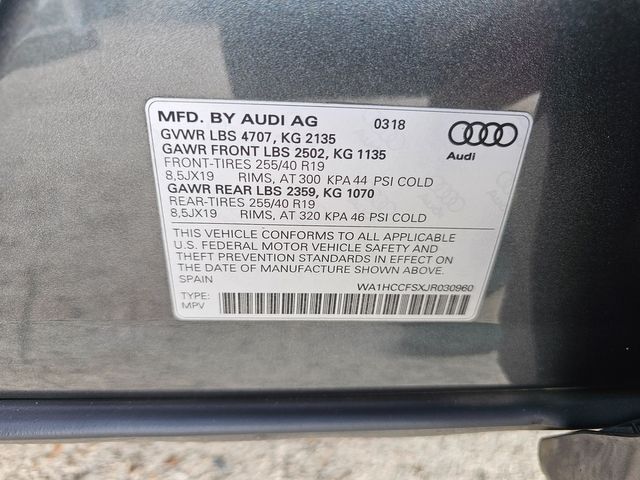 MFD. BY AUDI AG 0318
GVWR LBS 4707, KG 2135
GAWR FRONT LBS 2502, KG 1135
FRONT-TIRES 255/40 R19
8,5JX19 RIMS, AT 300 KPA 44 PSI COLD
GAWR REAR LBS 2359, KG 1070
REAR-TIRES 255/40 R19
8,5JX19 RIMS, AT 320 KPA 46 PSI COLD
Audi
THIS VEHICLE CONFORMS TO ALL APPLICABLE
U.S. FEDERAL MOTOR VEHICLE SAFETY AND
THEFT PREVENTION STANDARDS IN EFFECT ON
THE DATE OF MANUFACTURE SHOWN ABOVE.
SPAIN WA1HCCFSXJR030960
TYPE:
MPV